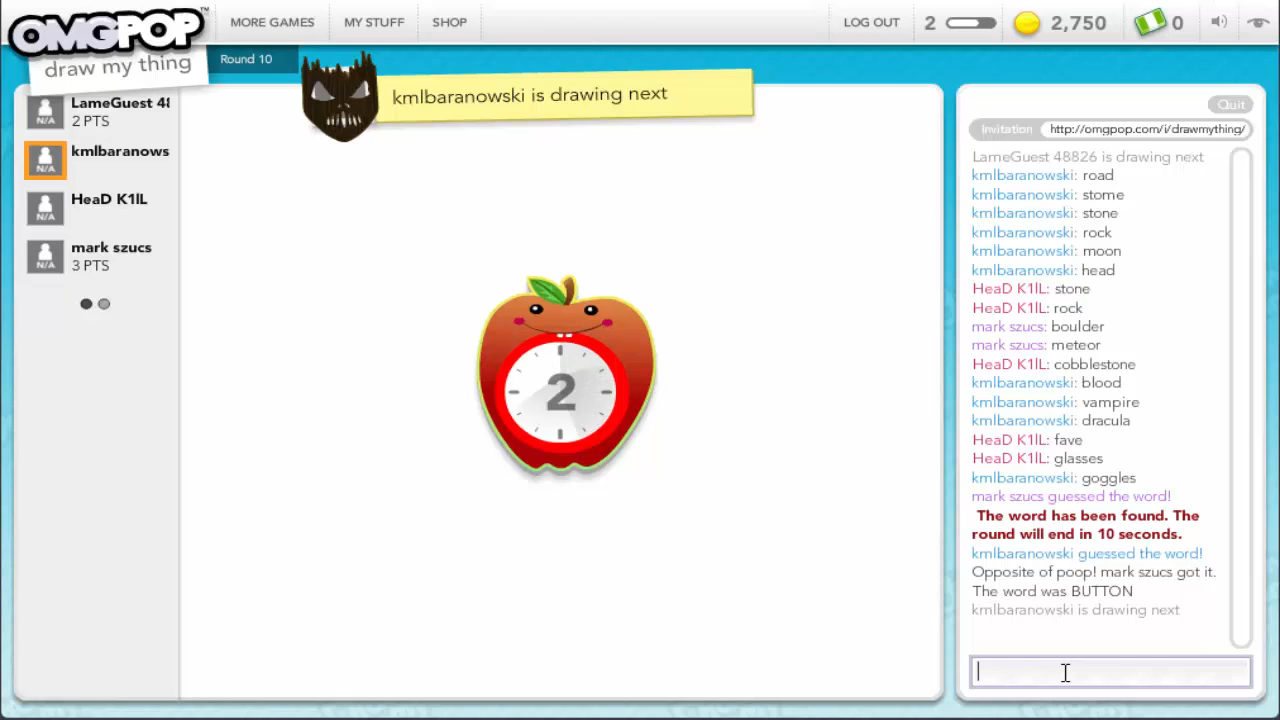 OMGPOP™
draw my thing
MORE GAMES
MY STUFF
SHOP
LOG OUT
2
2,750
0
Round 10
kmlbaranowski is drawing next
LameGuest 48
2 PTS
N/A
kmlbaranows
N/A
HeaD K1lL
N/A
mark szucs
3 PTS
N/A
2
Quit
Invitation http://omgpop.com/i/drawmything/
LameGuest 48826 is drawing next
kmlbaranowski: road
kmlbaranowski: stome
kmlbaranowski: stone
kmlbaranowski: rock
kmlbaranowski: moon
kmlbaranowski: head
HeaD K1lL: stone
HeaD K1lL: rock
mark szucs: boulder
mark szucs: meteor
HeaD K1lL: cobblestone
kmlbaranowski: blood
kmlbaranowski: vampire
kmlbaranowski: dracula
HeaD K1lL: fave
HeaD K1lL: glasses
kmlbaranowski: goggles
mark szucs guessed the word!
The word has been found. The
round will end in 10 seconds.
kmlbaranowski guessed the word!
Opposite of poop! mark szucs got it.
The word was BUTTON
kmlbaranowski is drawing next